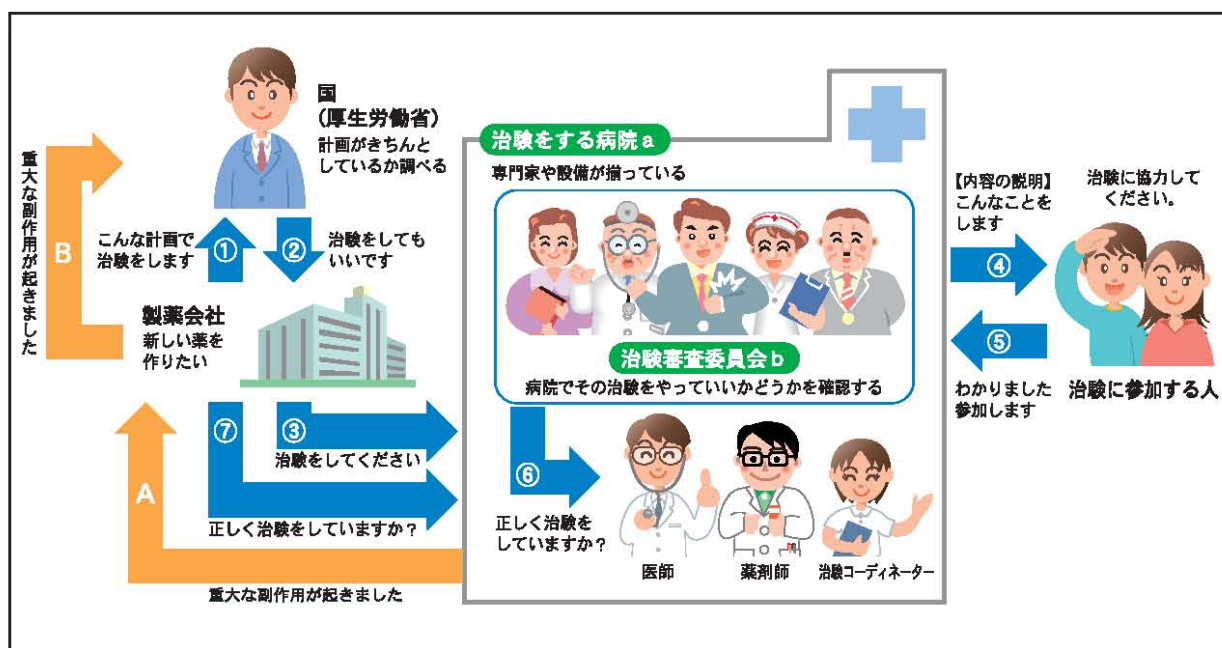 国
(厚生労働省)
計画がきちんと
しているか調べる
重大な副作用が起きました
B
こんな計画で
治験をします
①
②
治験をしても
いいです
製薬会社
新しい薬を
作りたい
⑦
③
治験をしてください
正しく治験をしていますか?
A
重大な副作用が起きました
治験をする病院a
専門家や設備が揃っている
治験審査委員会b
病院でその治験をやっていいかどうかを確認する
⑥
正しく治験を
していますか?
医師
薬剤師
治験コーディネーター
【内容の説明】
こんなことを
します
④
⑤
わかりました
参加します
治験に協力して
ください。
治験に参加する人